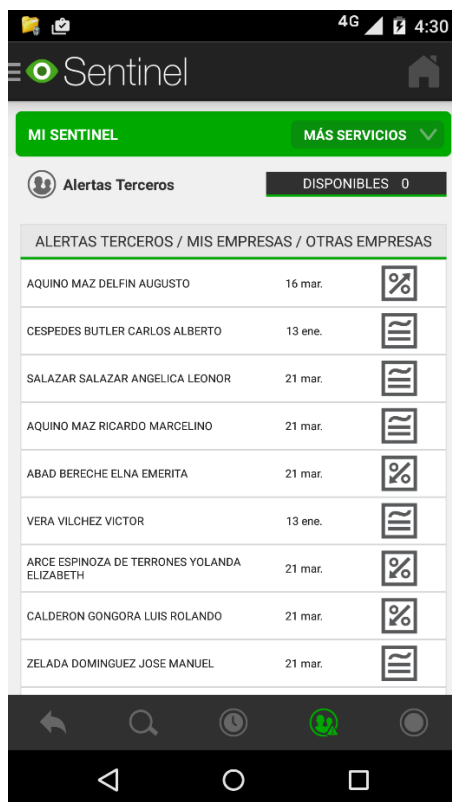 4G 4:30
Sentinel
MI SENTINEL MÁS SERVICIOS
Alertas Terceros DISPONIBLES 0
ALERTAS TERCEROS / MIS EMPRESAS / OTRAS EMPRESAS
AQUINO MAZ DELFIN AUGUSTO 16 mar.
CESPEDES BUTLER CARLOS ALBERTO 13 ene.
SALAZAR SALAZAR ANGELICA LEONOR 21 mar.
AQUINO MAZ RICARDO MARCELINO 21 mar.
ABAD BERECHE ELNA EMERITA 21 mar.
VERA VILCHEZ VICTOR 13 ene.
ARCE ESPINOZA DE TERRONES YOLANDA
ELIZABETH 21 mar.
CALDERON GONGORA LUIS ROLANDO 21 mar.
ZELADA DOMINGUEZ JOSE MANUEL 21 mar.